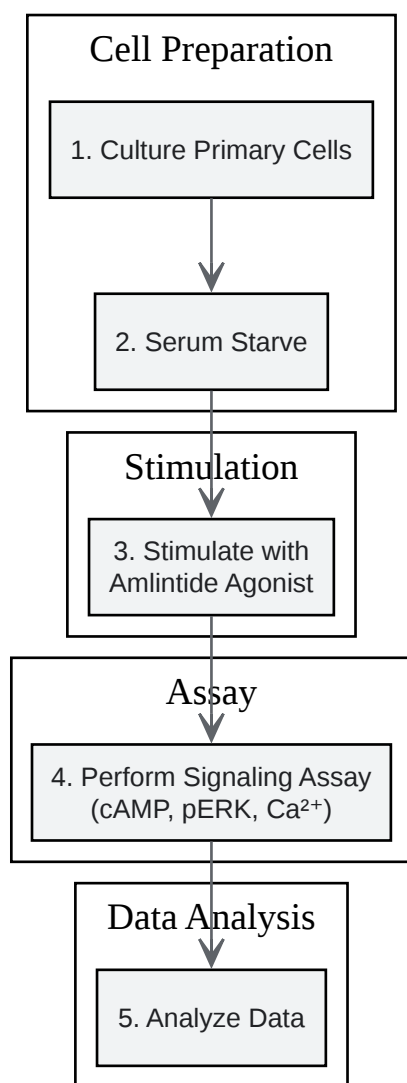 Cell Preparation
1. Culture Primary Cells
2. Serum Starve
Stimulation
3. Stimulate with
Amlintide Agonist
Assay
4. Perform Signaling Assay
(cAMP, pERK, Ca²⁺)
Data Analysis
5. Analyze Data